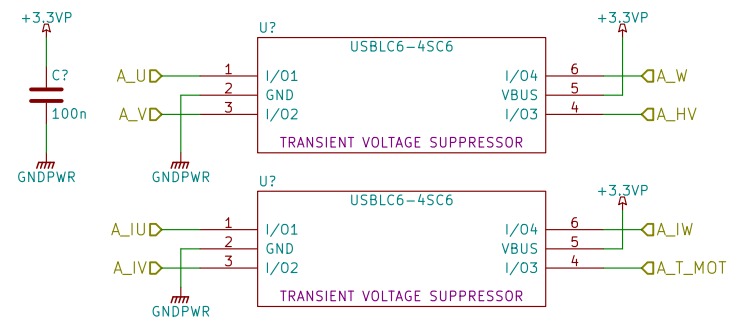 +3.3VP
C?
100n
GNDPWR
U?
USBLC6-4SC6
A_U 1 I/O1
2 GND
A_V 3 I/O2
I/O4 6 A_W
VBUS 5
I/O3 4 A_HV
+3.3VP
TRANSIENT VOLTAGE SUPPRESSOR
GNDPWR
U?
USBLC6-4SC6
A_IU 1 I/O1
2 GND
A_IV 3 I/O2
I/O4 6 A_IW
VBUS 5
I/O3 4 A_T_MOT
+3.3VP
TRANSIENT VOLTAGE SUPPRESSOR
GNDPWR